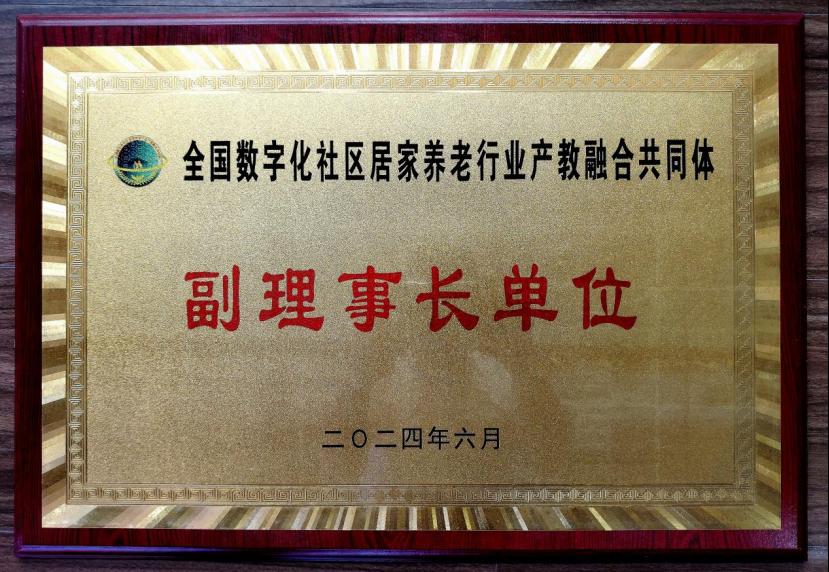 全国数字化社区居家养老行业产教融合共同体
副理事长单位
二〇二四年六月